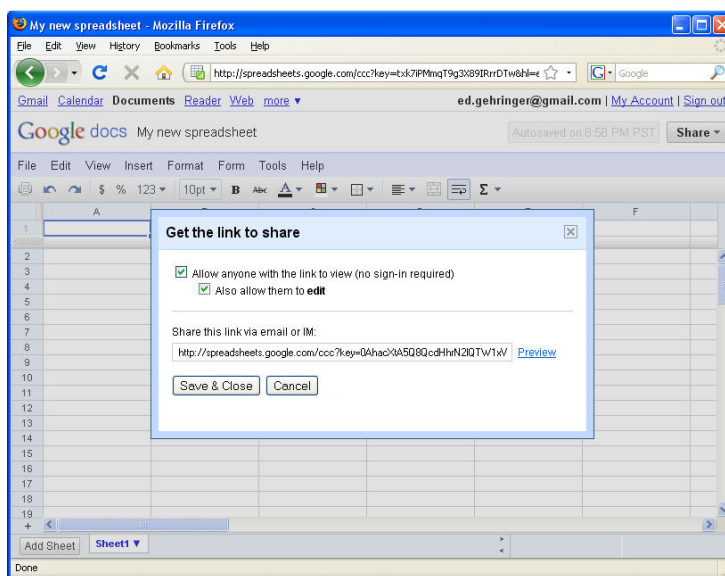 My new spreadsheet - Mozilla Firefox
File Edit View History Bookmarks Tools Help
http://spreadsheets.google.com/ccc?key=txk7iPMmqT9g3X89IRrrDTw&hl=e
Google
Gmail Calendar Documents Reader Web more ▼ ed.gehringer@gmail.com | My Account | Sign out
Google docs My new spreadsheet Autosaved on 8:58 PM PST Share
File Edit View Insert Format Form Tools Help
$ % 123 10pt B Abc A Σ
A F
Get the link to share
1
Allow anyone with the link to view (no sign-in required)
Also allow them to edit
Share this link via email or IM:
http://spreadsheets.google.com/ccc?key=0AhacXtA5Q8QcdHhrN2lQTW1xV Preview
Save & Close Cancel
2
3
4
5
6
7
8
9
10
11
12
13
14
15
16
17
18
19
Add Sheet Sheet1 ▼
Done